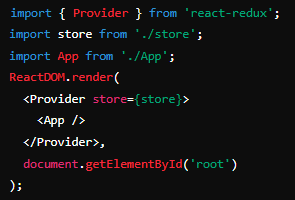 import { Provider } from 'react-redux';
import store from './store';
import App from './App';
ReactDOM.render(
  <Provider store={store}>
    <App />
  </Provider>,
  document.getElementById('root')
);